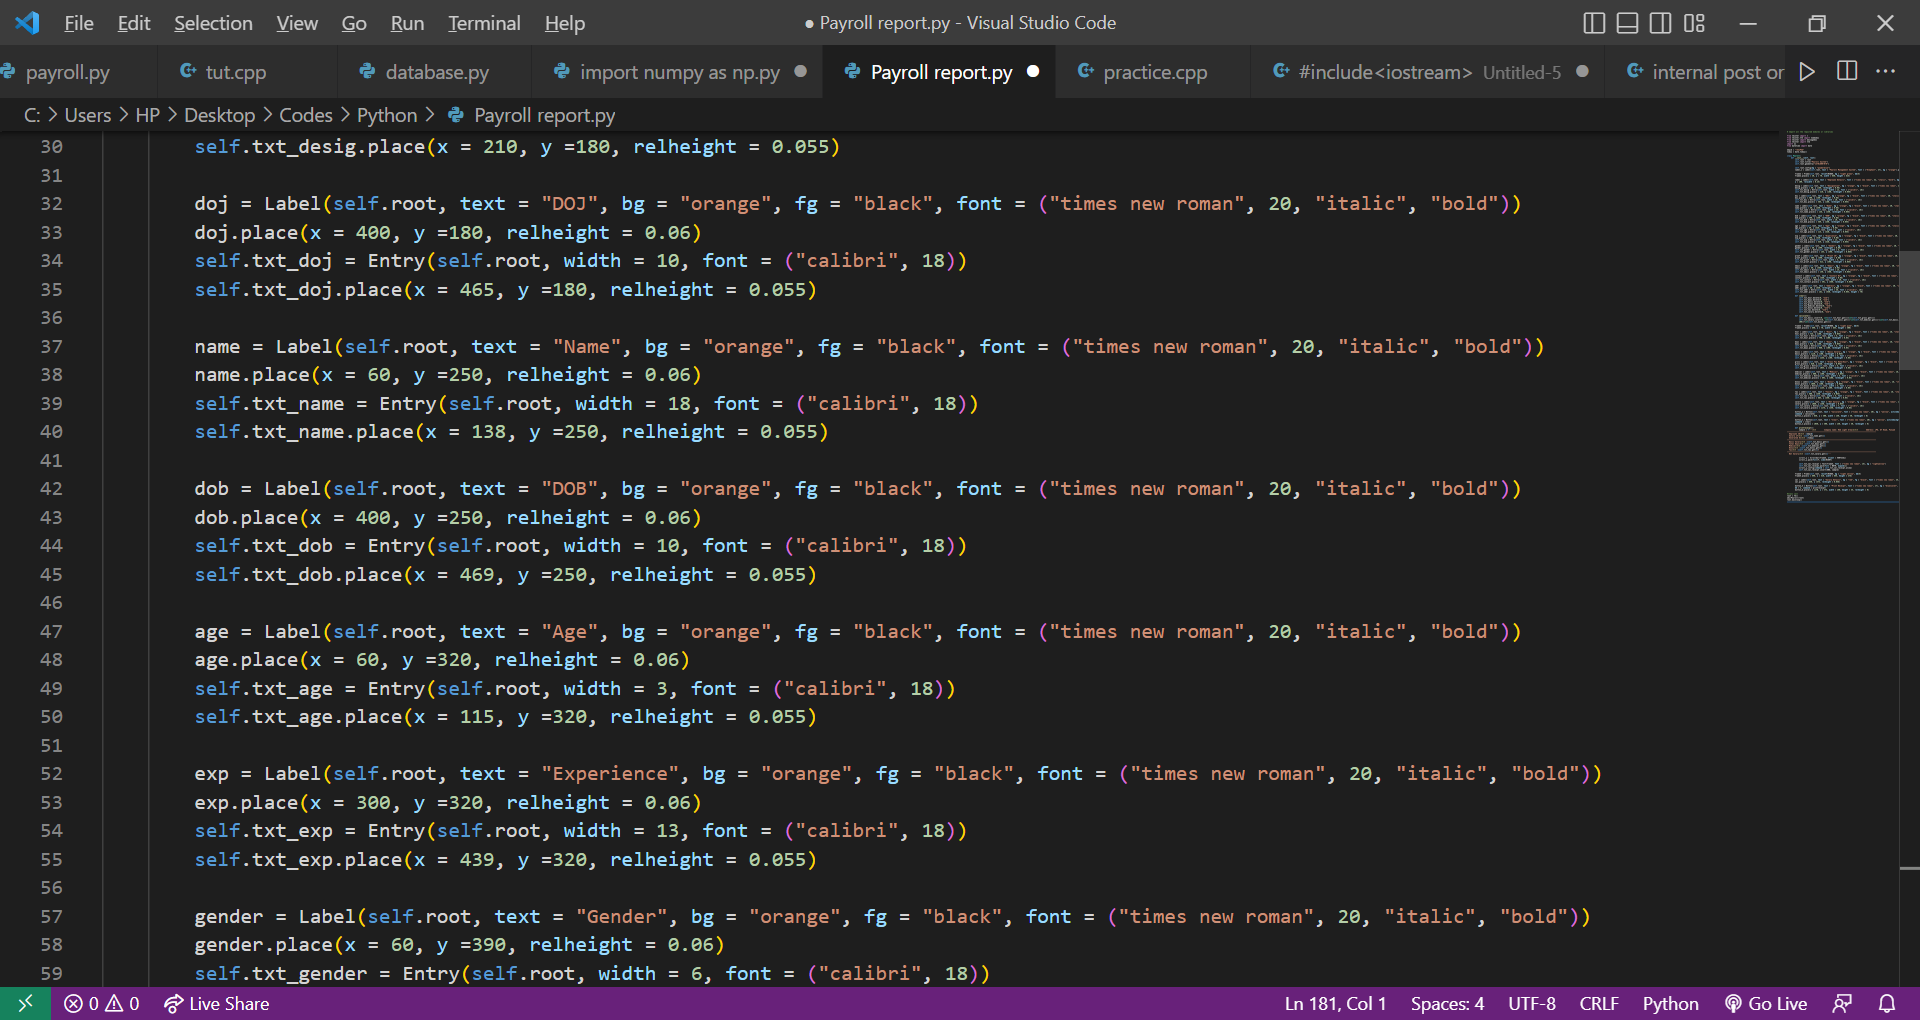 File Edit Selection View Go Run Terminal Help ● Payroll report.py - Visual Studio Code
payroll.py tut.cpp database.py import numpy as np.py ● Payroll report.py ● practice.cpp #include<iostream> Untitled-5 ● internal post or ...
C: > Users > HP > Desktop > Codes > Python > Payroll report.py
30 self.txt_desig.place(x = 210, y =180, relheight = 0.055)
31
32 doj = Label(self.root, text = "DOJ", bg = "orange", fg = "black", font = ("times new roman", 20, "italic", "bold"))
33 doj.place(x = 400, y =180, relheight = 0.06)
34 self.txt_doj = Entry(self.root, width = 10, font = ("calibri", 18))
35 self.txt_doj.place(x = 465, y =180, relheight = 0.055)
36
37 name = Label(self.root, text = "Name", bg = "orange", fg = "black", font = ("times new roman", 20, "italic", "bold"))
38 name.place(x = 60, y =250, relheight = 0.06)
39 self.txt_name = Entry(self.root, width = 18, font = ("calibri", 18))
40 self.txt_name.place(x = 138, y =250, relheight = 0.055)
41
42 dob = Label(self.root, text = "DOB", bg = "orange", fg = "black", font = ("times new roman", 20, "italic", "bold"))
43 dob.place(x = 400, y =250, relheight = 0.06)
44 self.txt_dob = Entry(self.root, width = 10, font = ("calibri", 18))
45 self.txt_dob.place(x = 469, y =250, relheight = 0.055)
46
47 age = Label(self.root, text = "Age", bg = "orange", fg = "black", font = ("times new roman", 20, "italic", "bold"))
48 age.place(x = 60, y =320, relheight = 0.06)
49 self.txt_age = Entry(self.root, width = 3, font = ("calibri", 18))
50 self.txt_age.place(x = 115, y =320, relheight = 0.055)
51
52 exp = Label(self.root, text = "Experience", bg = "orange", fg = "black", font = ("times new roman", 20, "italic", "bold"))
53 exp.place(x = 300, y =320, relheight = 0.06)
54 self.txt_exp = Entry(self.root, width = 13, font = ("calibri", 18))
55 self.txt_exp.place(x = 439, y =320, relheight = 0.055)
56
57 gender = Label(self.root, text = "Gender", bg = "orange", fg = "black", font = ("times new roman", 20, "italic", "bold"))
58 gender.place(x = 60, y =390, relheight = 0.06)
59 self.txt_gender = Entry(self.root, width = 6, font = ("calibri", 18))
0 0 Live Share Ln 181, Col 1 Spaces: 4 UTF-8 CRLF Python Go Live